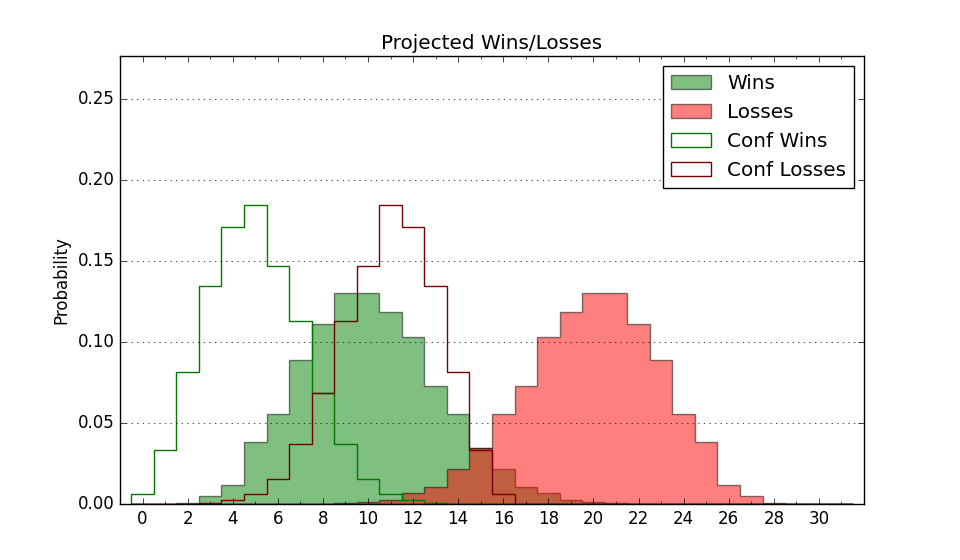 Projected Wins/Losses
Wins
Losses
Conf Wins
Conf Losses
Probability
0.25
0.20
0.15
0.10
0.05
0.00
0 2 4 6 8 10 12 14 16 18 20 22 24 26 28 30